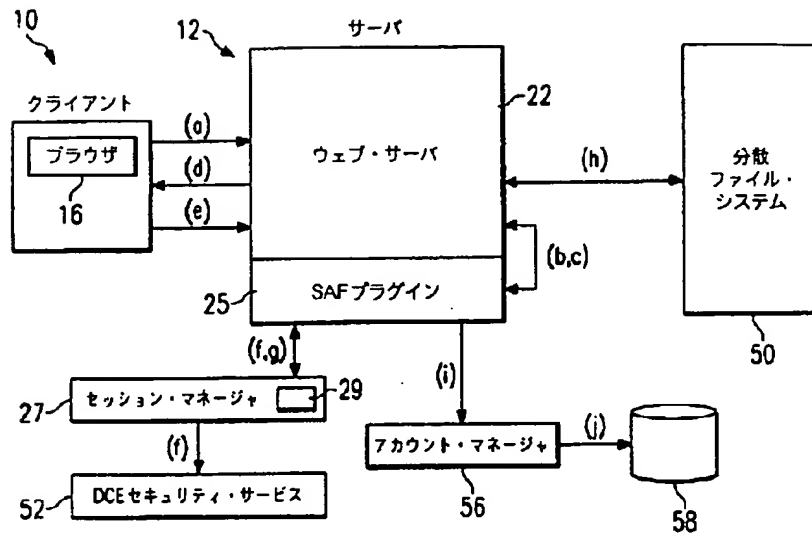 10
12
サーバ
クライアント
ブラウザ
16
(a)
(d)
(e)
22
ウェブ・サーバ
(h)
分散
ファイル・
システム
50
(b,c)
25
SAFプラグイン
(f,g)
(i)
27
セッション・マネージャ
29
(f)
52
DCEセキュリティ・サービス
アカウント・マネージャ
56
(j)
58